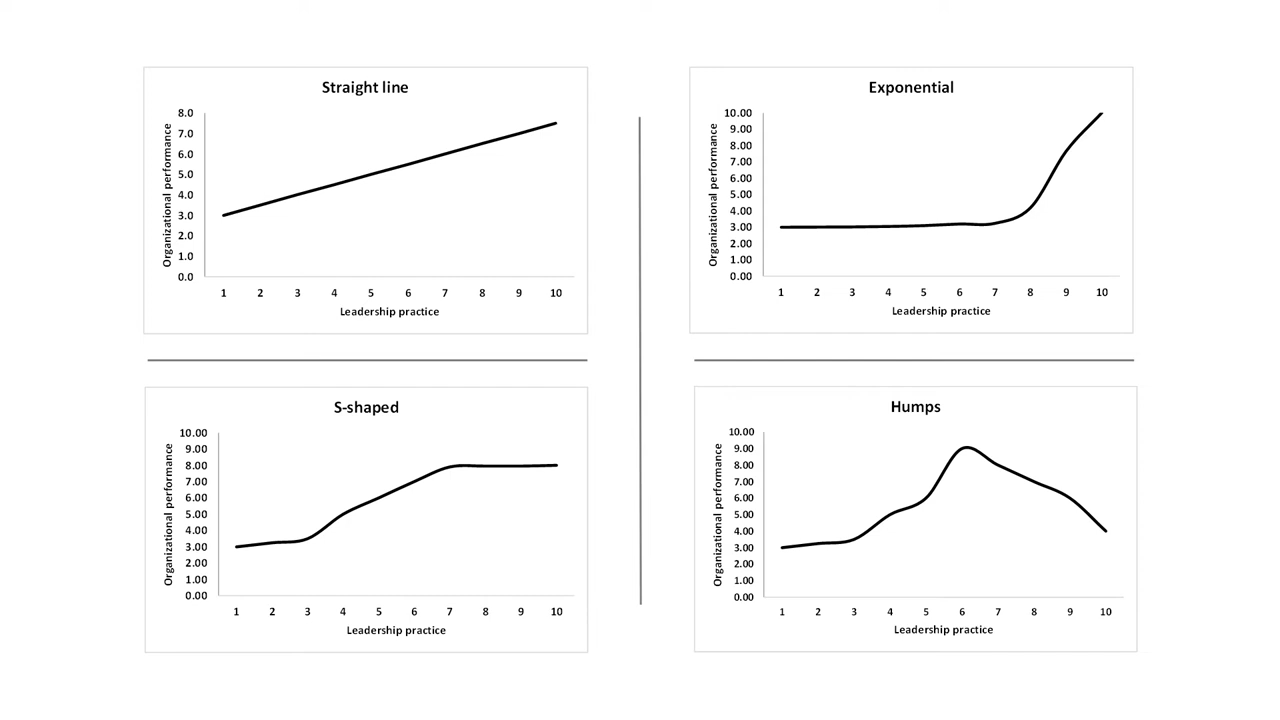 Straight line
Organizational performance
8.0
7.0
6.0
5.0
4.0
3.0
2.0
1.0
0.0
1 2 3 4 5 6 7 8 9 10
Leadership practice
Exponential
Organizational performance
10.00
9.00
8.00
7.00
6.00
5.00
4.00
3.00
2.00
1.00
0.00
1 2 3 4 5 6 7 8 9 10
Leadership practice
S-shaped
Organizational performance
10.00
9.00
8.00
7.00
6.00
5.00
4.00
3.00
2.00
1.00
0.00
1 2 3 4 5 6 7 8 9 10
Leadership practice
Humps
Organizational performance
10.00
9.00
8.00
7.00
6.00
5.00
4.00
3.00
2.00
1.00
0.00
1 2 3 4 5 6 7 8 9 10
Leadership practice